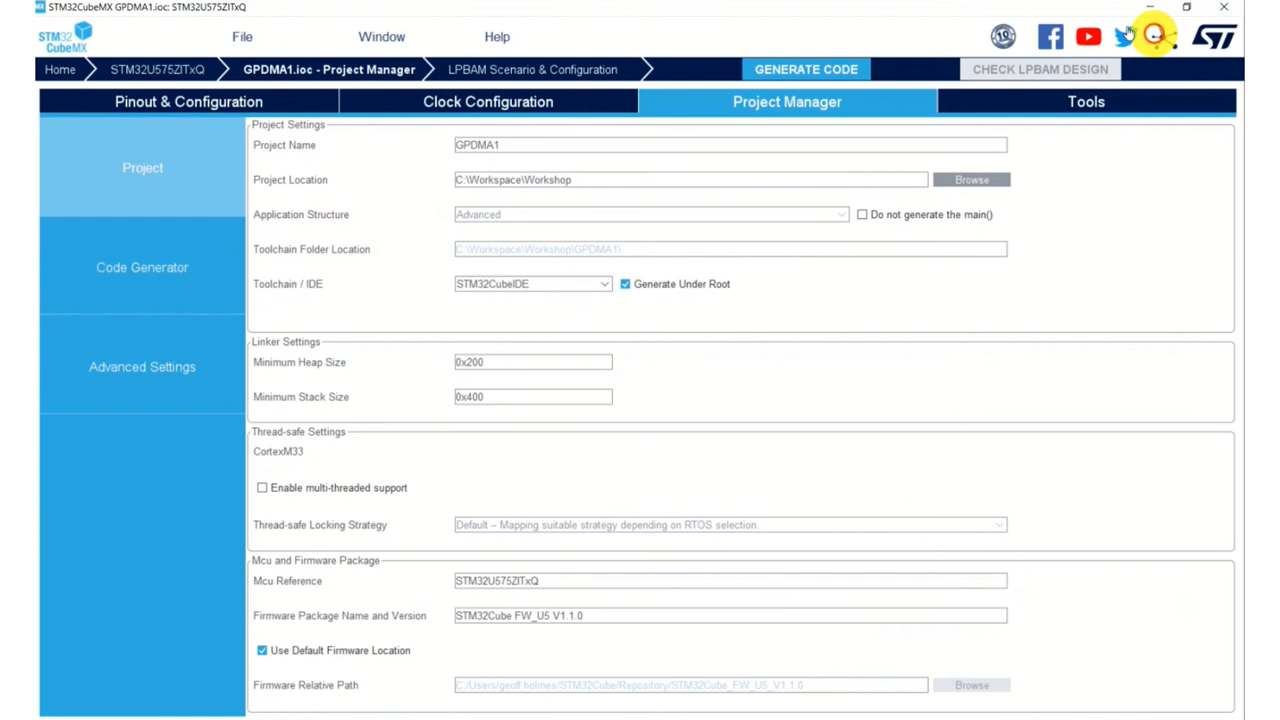 STM32CubeMX GPDMA1.ioc: STM32U575ZITxQ
STM32
CubeMX
File Window Help
10
ST
Home STM32U575ZITxQ GPDMA1.ioc - Project Manager LPBAM Scenario & Configuration GENERATE CODE CHECK LPBAM DESIGN
Pinout & Configuration Clock Configuration Project Manager Tools
Project
Code Generator
Advanced Settings
Project Settings
Project Name GPDMA1
Project Location C:\Workspace\Workshop Browse
Application Structure Advanced Do not generate the main()
Toolchain Folder Location C:\Workspace\Workshop\GPDMA1\
Toolchain / IDE STM32CubeIDE Generate Under Root
Linker Settings
Minimum Heap Size 0x200
Minimum Stack Size 0x400
Thread-safe Settings
CortexM33
Enable multi-threaded support
Thread-safe Locking Strategy Default – Mapping suitable strategy depending on RTOS selection.
Mcu and Firmware Package
Mcu Reference STM32U575ZITxQ
Firmware Package Name and Version STM32Cube FW_U5 V1.1.0
Use Default Firmware Location
Firmware Relative Path C:/Users/geoff holmes/STM32Cube/Repository/STM32Cube_FW_U5_V1.1.0 Browse